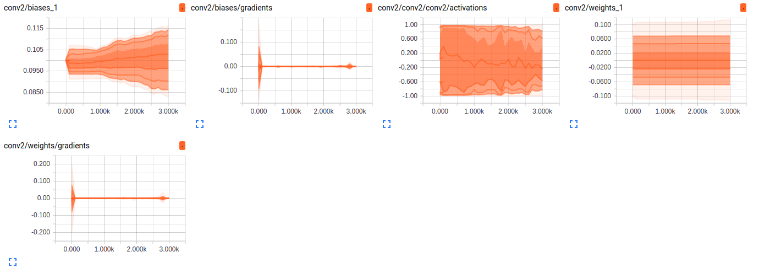 conv2/biases_1
0.115
0.105
0.0950
0.0850
0.000 1.000k 2.000k 3.000k
conv2/biases/gradients
0.100
0.00
-0.100
0.000 1.000k 2.000k 3.000k
conv2/conv2/conv2/activations
1.00
0.600
0.200
-0.200
-0.600
-1.00
0.000 1.000k 2.000k 3.000k
conv2/weights_1
0.100
0.0600
0.0200
-0.0200
-0.0600
-0.100
0.000 1.000k 2.000k 3.000k
conv2/weights/gradients
0.200
0.100
0.00
-0.100
-0.200
0.000 1.000k 2.000k 3.000k